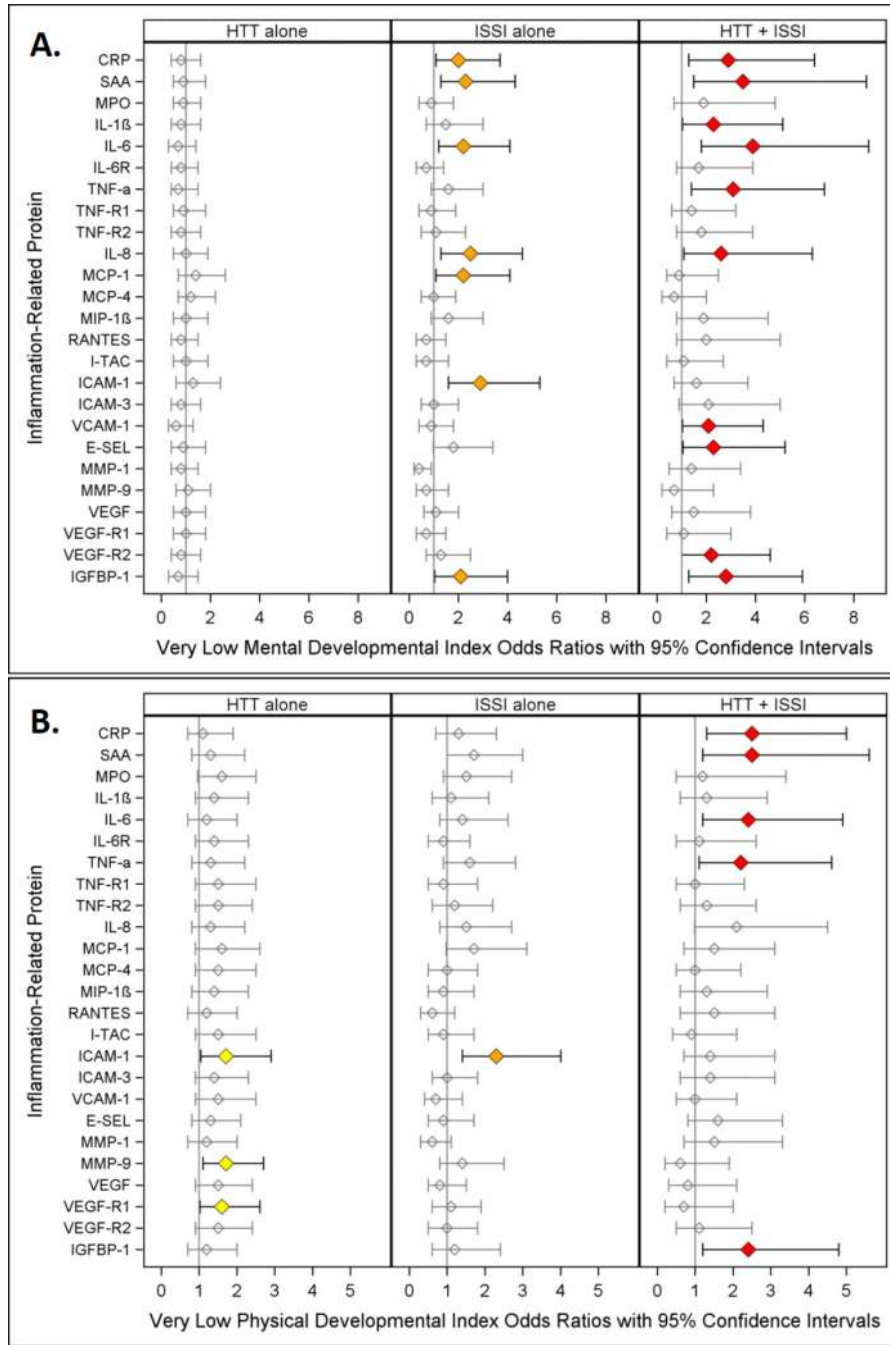 A.
HTT alone ISSI alone HTT + ISSI
Inflammation-Related Protein
CRP
SAA
MPO
IL-1ß
IL-6
IL-6R
TNF-a
TNF-R1
TNF-R2
IL-8
MCP-1
MCP-4
MIP-1ß
RANTES
I-TAC
ICAM-1
ICAM-3
VCAM-1
E-SEL
MMP-1
MMP-9
VEGF
VEGF-R1
VEGF-R2
IGFBP-1
0 2 4 6 8 0 2 4 6 8 0 2 4 6 8
Very Low Mental Developmental Index Odds Ratios with 95% Confidence Intervals
B.
HTT alone ISSI alone HTT + ISSI
Inflammation-Related Protein
CRP
SAA
MPO
IL-1ß
IL-6
IL-6R
TNF-a
TNF-R1
TNF-R2
IL-8
MCP-1
MCP-4
MIP-1ß
RANTES
I-TAC
ICAM-1
ICAM-3
VCAM-1
E-SEL
MMP-1
MMP-9
VEGF
VEGF-R1
VEGF-R2
IGFBP-1
0 1 2 3 4 5 0 1 2 3 4 5 0 1 2 3 4 5
Very Low Physical Developmental Index Odds Ratios with 95% Confidence Intervals